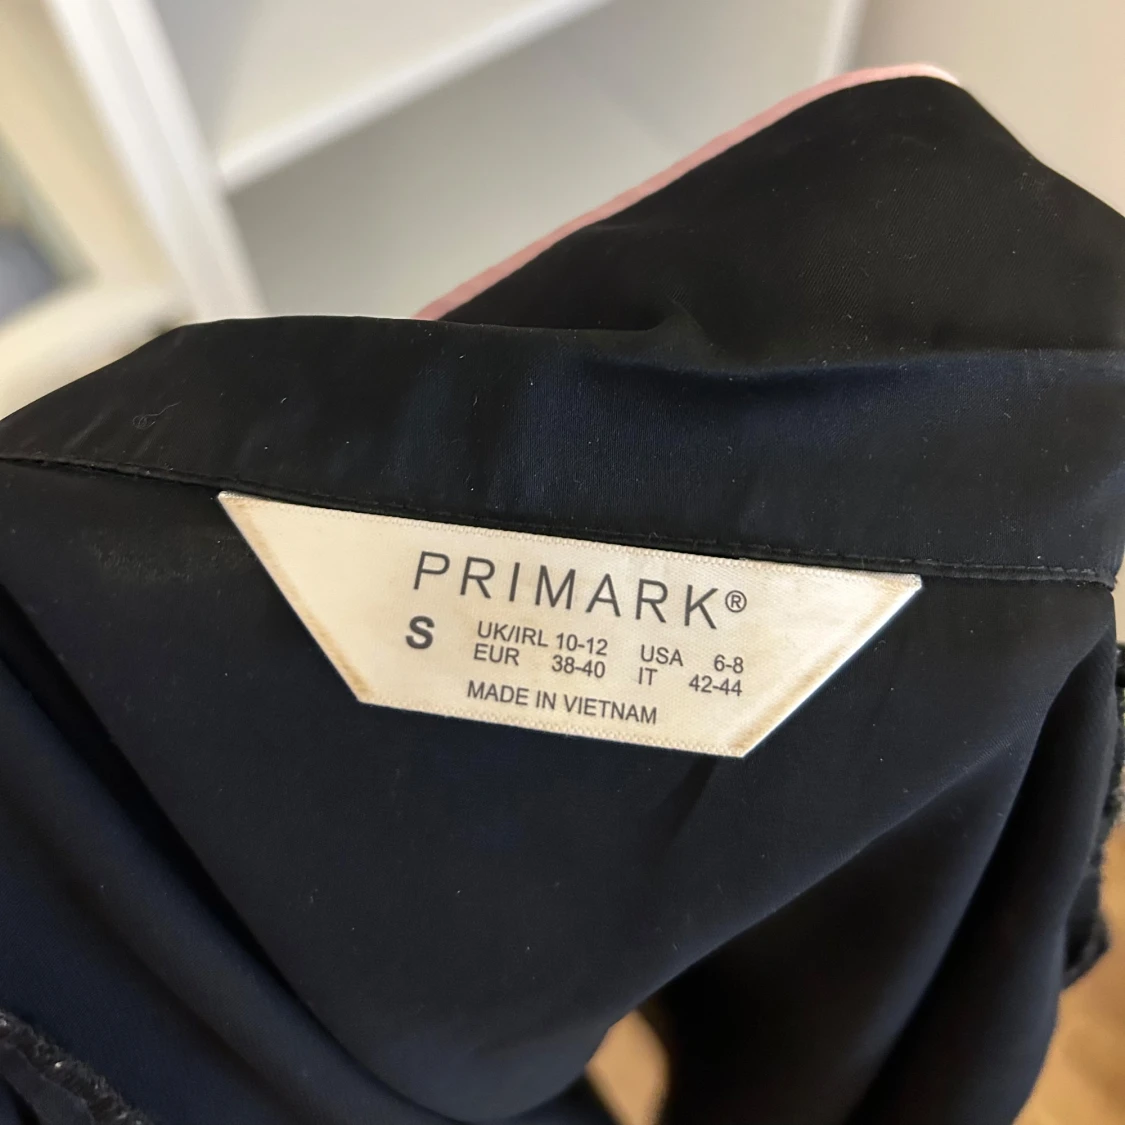 PRIMARK®
S UK/IRL 10-12 USA 6-8
EUR 38-40 IT 42-44
MADE IN VIETNAM